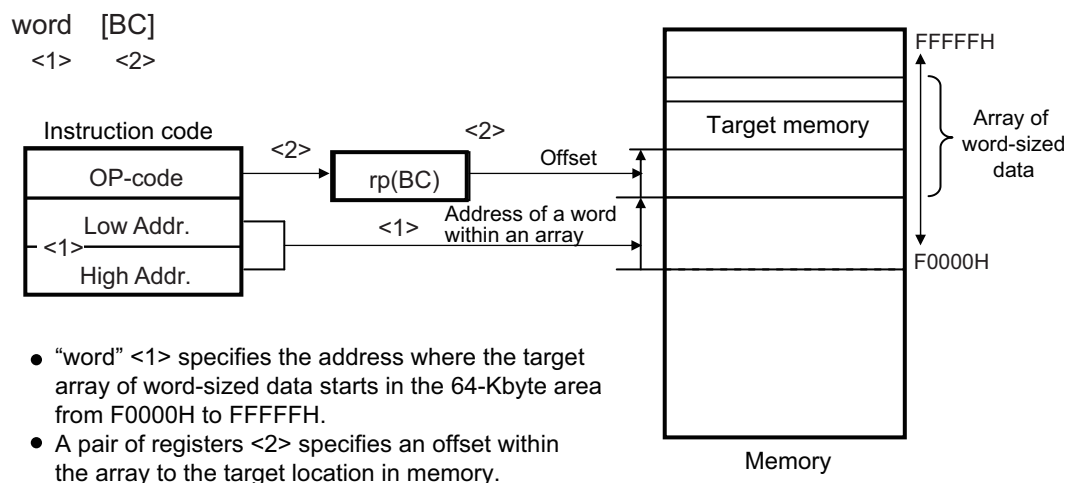 word [BC]
<1> <2>
Instruction code
OP-code
Low Addr.
<1>
High Addr.
<2>
rp(BC)
<2>
Offset
<1>
Address of a word
within an array
Target memory
FFFFFH
Array of
word-sized
data
F0000H
Memory
● “word” <1> specifies the address where the target
array of word-sized data starts in the 64-Kbyte area
from F0000H to FFFFFH.
● A pair of registers <2> specifies an offset within
the array to the target location in memory.